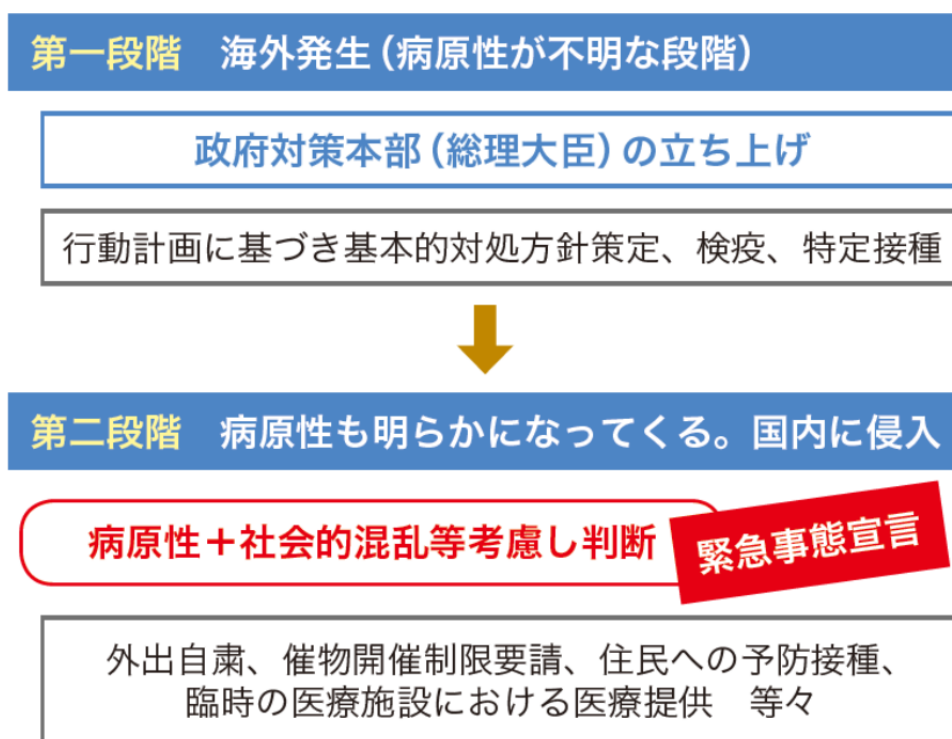 第一段階　海外発生（病原性が不明な段階）
政府対策本部（総理大臣）の立ち上げ
行動計画に基づき基本的対処方針策定、検疫、特定接種
第二段階　病原性も明らかになってくる。国内に侵入
病原性＋社会的混乱等考慮し判断
緊急事態宣言
外出自粛、催物開催制限要請、住民への予防接種、
臨時の医療施設における医療提供　等々